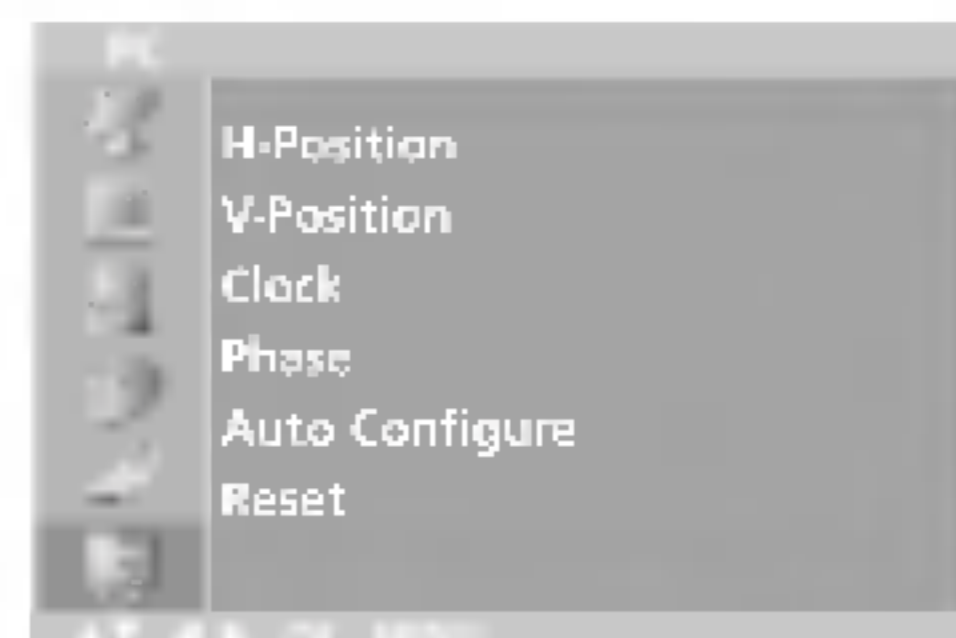 PC
H-Position
V-Position
Clock
Phase
Auto Configure
Reset